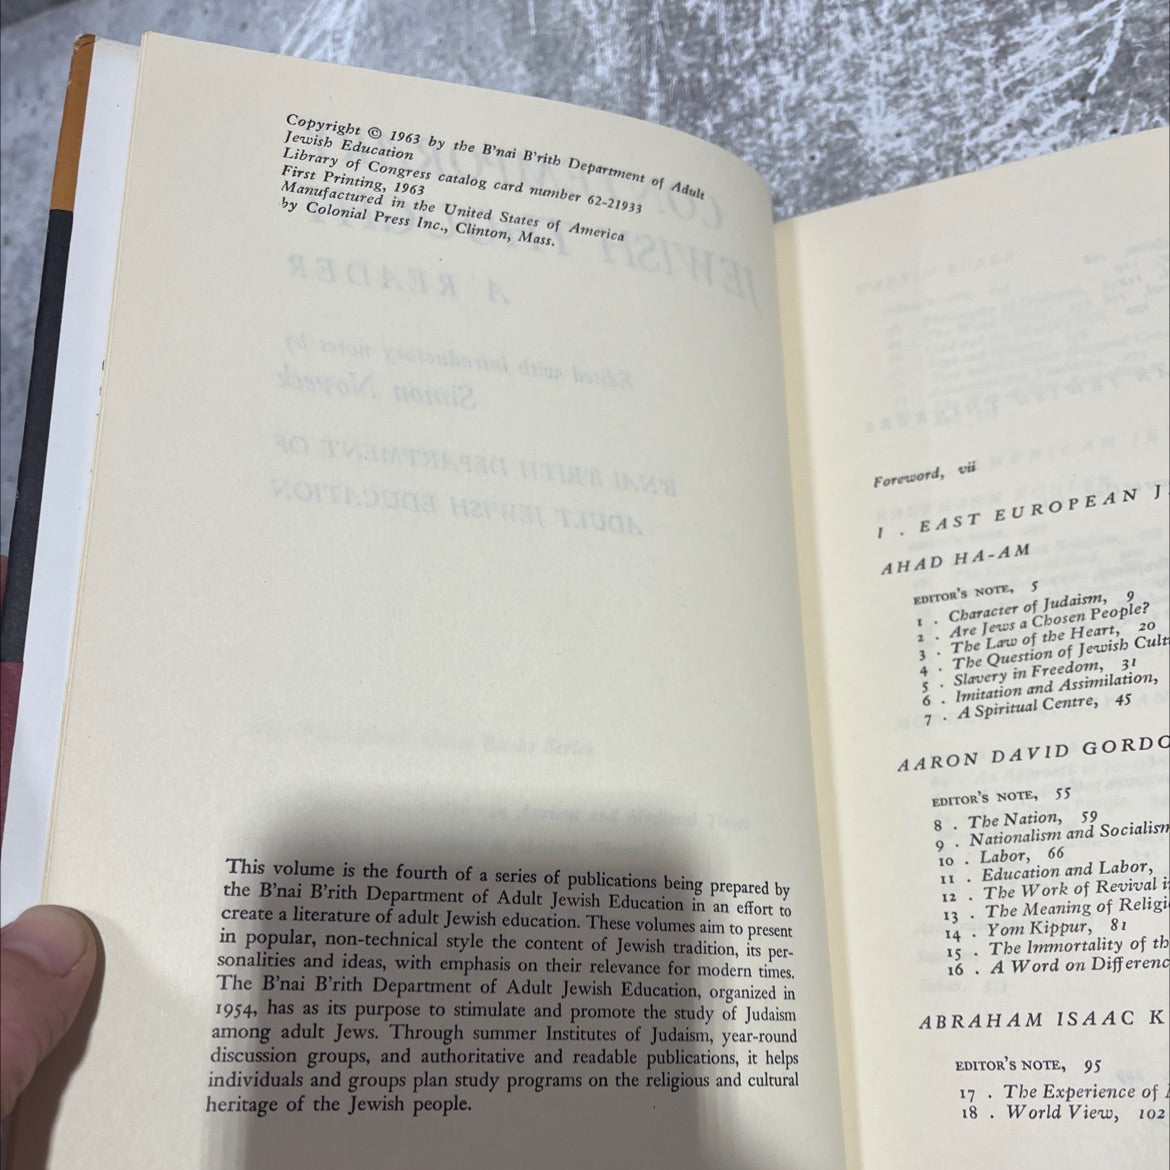 Copyright © 1963 by the B'nai B'rith Department of Adult
Jewish Education
Library of Congress catalog card number 62-21933
First Printing, 1963
Manufactured in the United States of America
by Colonial Press Inc., Clinton, Mass.
This volume is the fourth of a series of publications being prepared by
the B'nai B'rith Department of Adult Jewish Education in an effort to
create a literature of adult Jewish education. These volumes aim to present
in popular, non-technical style the content of Jewish tradition, its per-
sonalities and ideas, with emphasis on their relevance for modern times.
The B'nai B'rith Department of Adult Jewish Education, organized in
1954, has as its purpose to stimulate and promote the study of Judaism
among adult Jews. Through summer Institutes of Judaism, year-round
discussion groups, and authoritative and readable publications, it helps
individuals and groups plan study programs on the religious and cultural
heritage of the Jewish people.
Foreword, vii
I . EAST EUROPEAN J
AHAD HA-AM
EDITOR'S NOTE, 5
1 . Character of Judaism, 9
2 . Are Jews a Chosen People?
3 . The Law of the Heart, 20
4 . The Question of Jewish Cult
5 . Slavery in Freedom, 31
6 . Imitation and Assimilation,
7 . A Spiritual Centre, 45
AARON DAVID GORDO
EDITOR'S NOTE, 55
8 . The Nation, 59
9 . Nationalism and Socialism
10 . Labor, 66
11 . Education and Labor,
12 . The Work of Revival i
13 . The Meaning of Religi
14 . Yom Kippur, 81
15 . The Immortality of th
16 . A Word on Differenc
ABRAHAM ISAAC K
EDITOR'S NOTE, 95
17 . The Experience of
18 . World View, 102